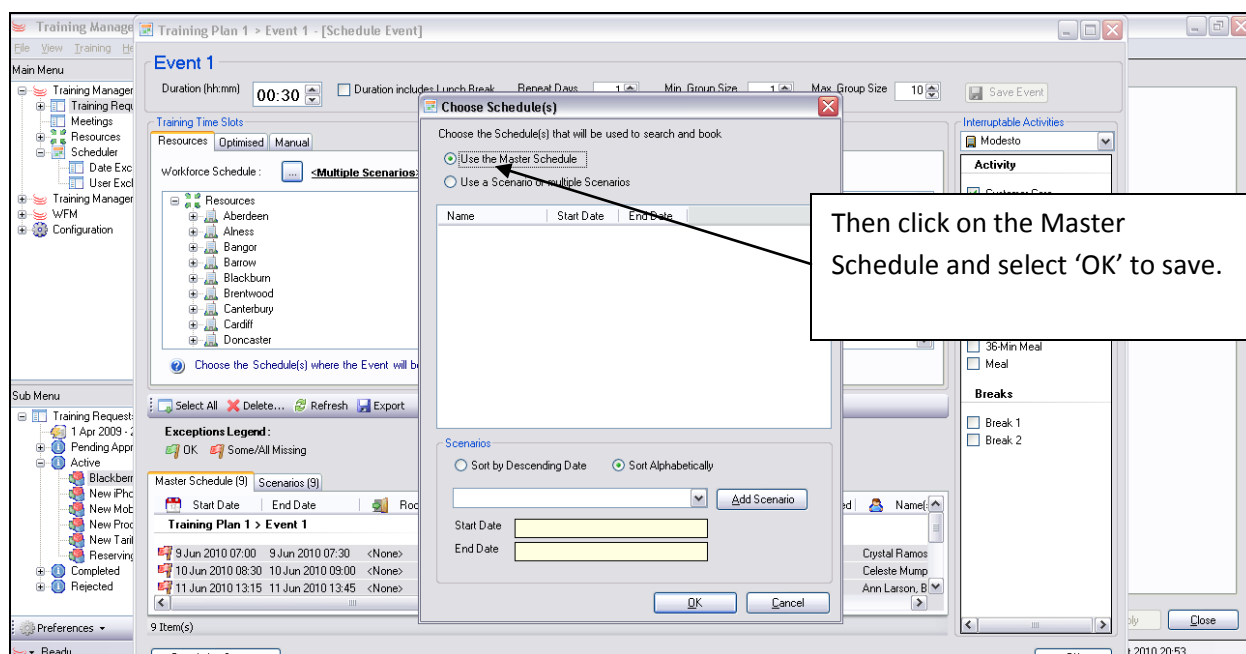 Training Manage
File View Training He
Main Menu
Training Manager
Training Requ
Meetings
Resources
Scheduler
Date Exc
User Excl
Training Manager
WFM
Configuration
Sub Menu
Training Request
1 Apr 2009 - 2
Pending Appr
Active
Blackberr
New iPho
New Mob
New Prod
New Tarif
Reserving
Completed
Rejected
Preferences
Ready
Training Plan 1 > Event 1 - [Schedule Event]
Event 1
Duration (hh:mm) 00:30 Duration includes Lunch Break Repeat Days 1 Min Group Size 1 Max Group Size 10 Save Event
Training Time Slots
Resources Optimised Manual
Workforce Schedule : ... <Multiple Scenarios>
Resources
Aberdeen
Alness
Bangor
Barrow
Blackburn
Brentwood
Canterbury
Cardiff
Doncaster
Choose the Schedule(s) where the Event will b
Select All Delete... Refresh Export
Exceptions Legend :
OK Some/All Missing
Master Schedule (9) Scenarios (9)
Start Date End Date Roo
Training Plan 1 > Event 1
9 Jun 2010 07:00 9 Jun 2010 07:30 <None>
10 Jun 2010 08:30 10 Jun 2010 09:00 <None>
11 Jun 2010 13:15 11 Jun 2010 13:45 <None>
9 Item(s)
Choose Schedule(s)
Choose the Schedule(s) that will be used to search and book
Use the Master Schedule
Use a Scenario or multiple Scenarios
Name Start Date End Date
Scenarios
Sort by Descending Date Sort Alphabetically
Add Scenario
Start Date
End Date
OK Cancel
ed Name(s
Crystal Ramos
Celeste Mump
Ann Larson, B
Interruptable Activities
Modesto
Activity
Customer Care
Then click on the Master
Schedule and select ‘OK’ to save.
36-Min Meal
Meal
Breaks
Break 1
Break 2
ply Close
t 2010 20:53